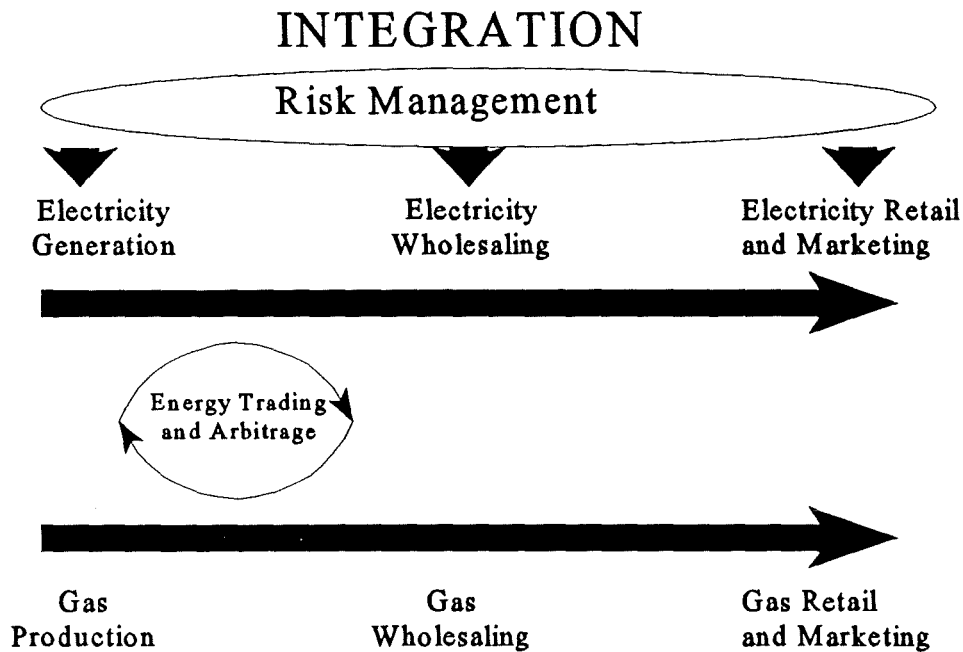 INTEGRATION
Risk Management
Electricity
Generation
Electricity
Wholesaling
Electricity Retail
and Marketing
Energy Trading
and Arbitrage
Gas
Production
Gas
Wholesaling
Gas Retail
and Marketing